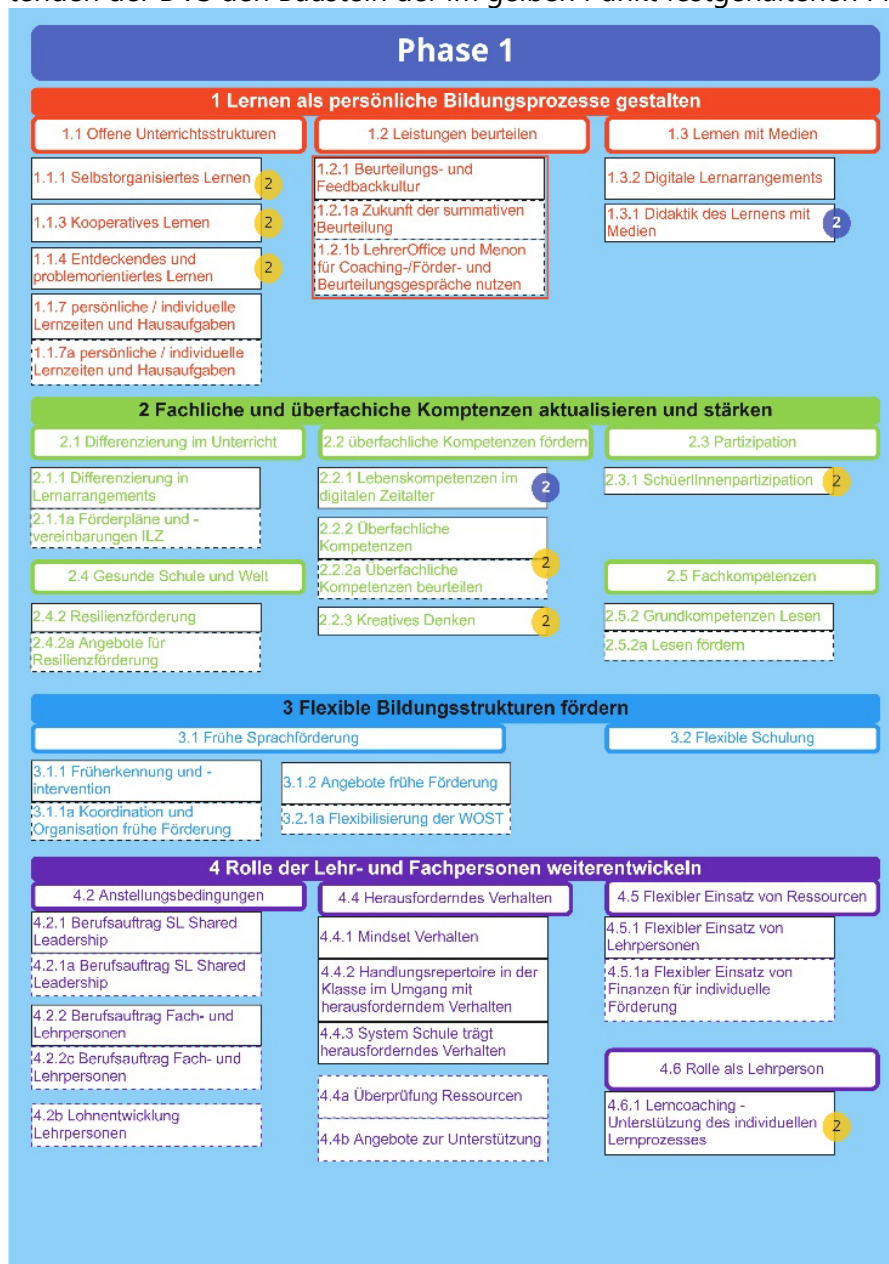 tenden der DVS den Baustein der im gelben Punkt festgehaltenen
Phase 1
1 Lernen als persönliche Bildungsprozesse gestalten
1.1 Offene Unterrichtsstrukturen
1.2 Leistungen beurteilen
1.3 Lernen mit Medien
1.1.1 Selbstorganisiertes Lernen
2
1.1.3 Kooperatives Lernen
2
1.1.4 Entdeckendes und
problemorientiertes Lernen
2
1.1.7 persönliche / individuelle
Lernzeiten und Hausaufgaben
1.1.7a persönliche / individuelle
Lernzeiten und Hausaufgaben
1.2.1 Beurteilungs- und
Feedbackkultur
1.2.1a Zukunft der summativen
Beurteilung
1.2.1b LehrerOffice und Menon
für Coaching-/Förder- und
Beurteilungsgespräche nutzen
1.3.2 Digitale Lernarrangements
1.3.1 Didaktik des Lernens mit
Medien
2
2 Fachliche und überfachiche Komptenzen aktualisieren und stärken
2.1 Differenzierung im Unterricht
2.2 überfachliche Kompetenzen fördern
2.3 Partizipation
2.1.1 Differenzierung in
Lernarrangements
2.1.1a Förderpläne und -
vereinbarungen ILZ
2.2.1 Lebenskompetenzen im
digitalen Zeitalter
2
2.2.2 Überfachliche
Kompetenzen
2.2.2a Überfachliche
Kompetenzen beurteilen
2
2.2.3 Kreatives Denken
2
2.3.1 SchüerInnenpartizipation
2
2.4 Gesunde Schule und Welt
2.5 Fachkompetenzen
2.4.2 Resilienzförderung
2.4.2a Angebote für
Resilienzförderung
2.5.2 Grundkompetenzen Lesen
2.5.2a Lesen fördern
3 Flexible Bildungsstrukturen fördern
3.1 Frühe Sprachförderung
3.2 Flexible Schulung
3.1.1 Früherkennung und -
intervention
3.1.1a Koordination und
Organisation frühe Förderung
3.1.2 Angebote frühe Förderung
3.2.1a Flexibilisierung der WOST
4 Rolle der Lehr- und Fachpersonen weiterentwickeln
4.2 Anstellungsbedingungen
4.4 Herausforderndes Verhalten
4.5 Flexibler Einsatz von Ressourcen
4.2.1 Berufsauftrag SL Shared
Leadership
4.2.1a Berufsauftrag SL Shared
Leadership
4.2.2 Berufsauftrag Fach- und
Lehrpersonen
4.2.2c Berufsauftrag Fach- und
Lehrpersonen
4.2b Lohnentwicklung
Lehrpersonen
4.4.1 Mindset Verhalten
4.4.2 Handlungsrepertoire in der
Klasse im Umgang mit
herausforderndem Verhalten
4.4.3 System Schule trägt
herausforderndes Verhalten
4.4a Überprüfung Ressourcen
4.4b Angebote zur Unterstützung
4.5.1 Flexibler Einsatz von
Lehrpersonen
4.5.1a Flexibler Einsatz von
Finanzen für individuelle
Förderung
4.6 Rolle als Lehrperson
4.6.1 Lerncoaching -
Unterstützung des individuellen
Lernprozesses
2